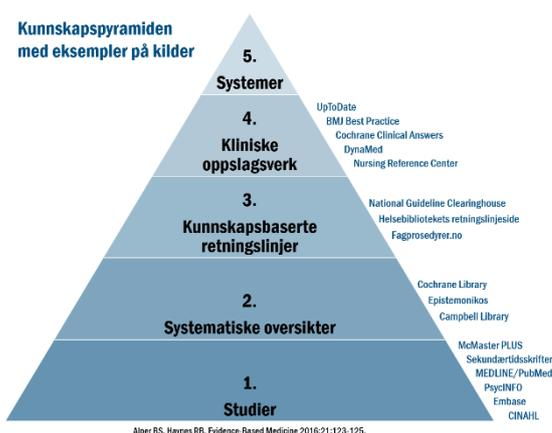 Kunnskapspyramiden
med eksempler på kilder
5.
Systemer
4.
Kliniske
oppslagsverk
UpToDate
BMJ Best Practice
Cochrane Clinical Answers
DynaMed
Nursing Reference Center
3.
Kunnskapsbaserte
retningslinjer
National Guideline Clearinghouse
Helsebibliotekets retningslinjeside
Fagprosedyrer.no
2.
Systematiske oversikter
Cochrane Library
Epistemonikos
Campbell Library
1.
Studier
McMaster PLUS
Sekundærtidsskrifter
MEDLINE/PubMed
PsycINFO
Embase
CINAHL
Alper BS, Haynes RB. Evidence-Based Medicine 2016;21:123-125.